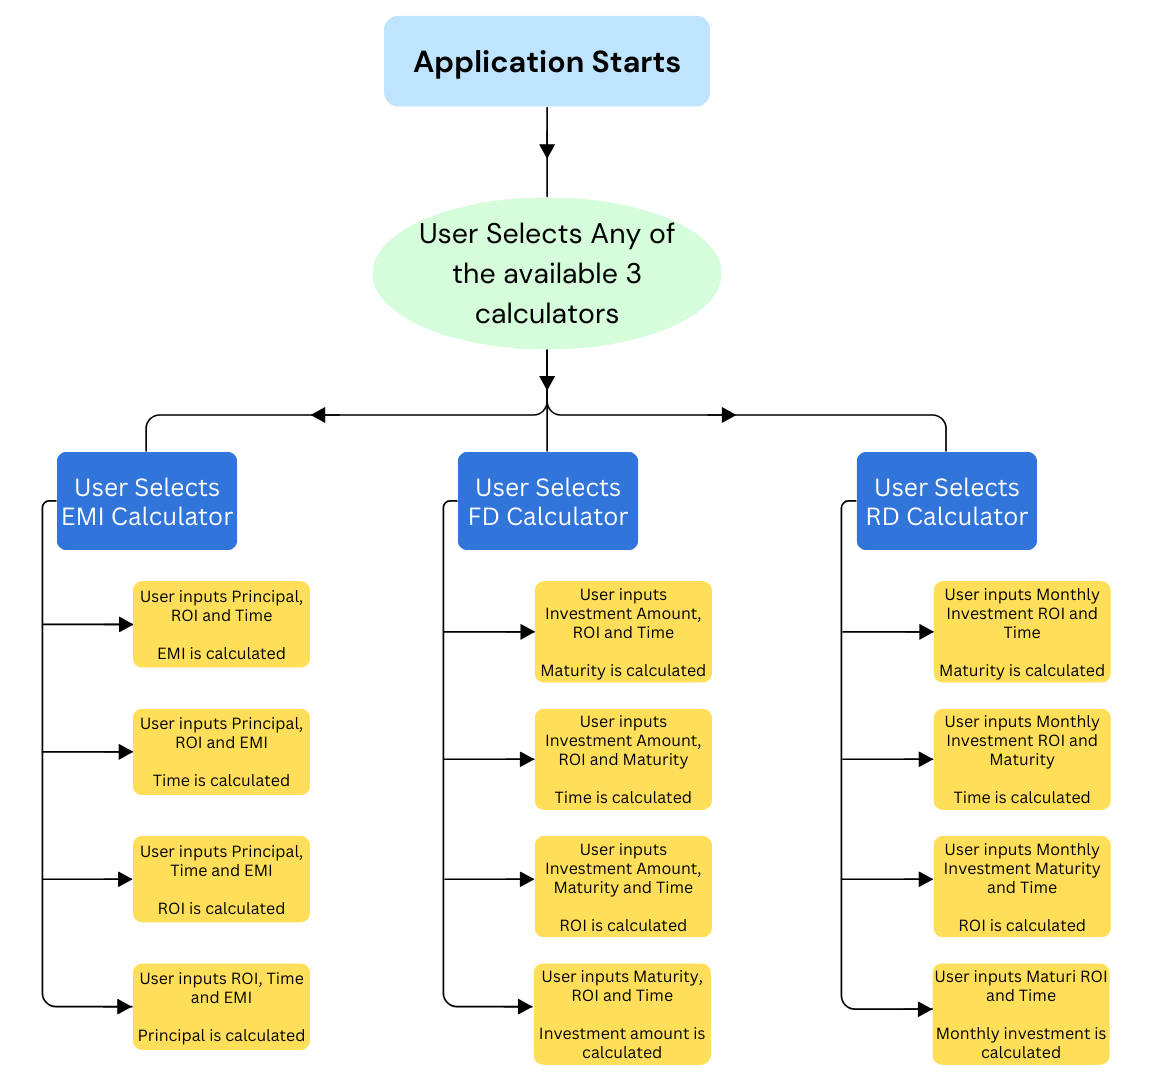 Application Starts
User Selects Any of
the available 3
calculators
User Selects
EMI Calculator
User inputs Principal,
ROI and Time
EMI is calculated
User inputs Principal,
ROI and EMI
Time is calculated
User inputs Principal,
Time and EMI
ROI is calculated
User inputs ROI, Time
and EMI
Principal is calculated
User Selects
FD Calculator
User inputs
Investment Amount,
ROI and Time
Maturity is calculated
User inputs
Investment Amount,
ROI and Maturity
Time is calculated
User inputs
Investment Amount,
Maturity and Time
ROI is calculated
User inputs Maturity,
ROI and Time
Investment amount is
calculated
User Selects
RD Calculator
User inputs Monthly
Investment ROI and
Time
Maturity is calculated
User inputs Monthly
Investment ROI and
Maturity
Time is calculated
User inputs Monthly
Investment Maturity
and Time
ROI is calculated
User inputs Maturi ROI
and Time
Monthly investment is
calculated